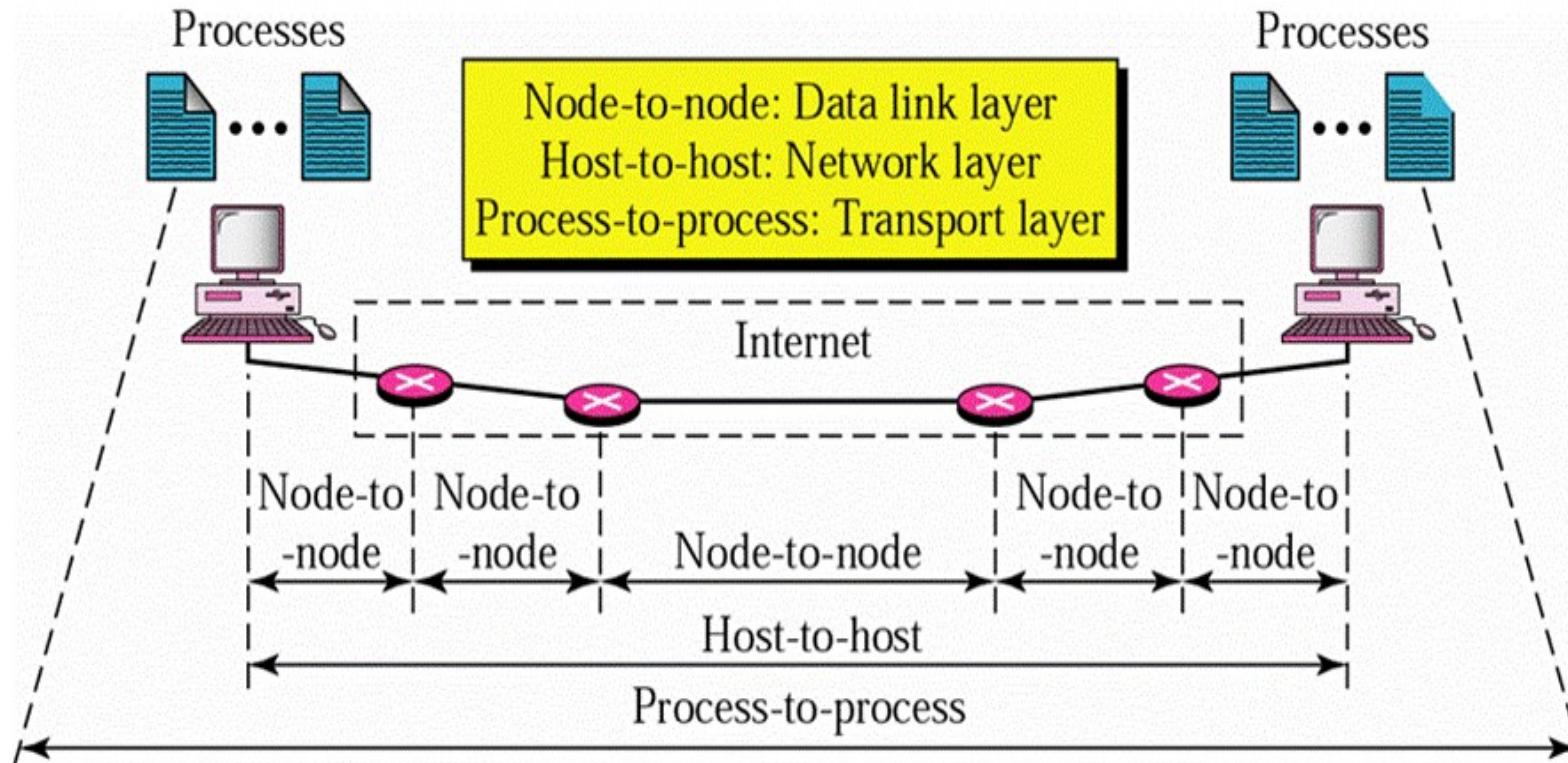 Processes
Processes
Node-to-node: Data link layer
Host-to-host: Network layer
Process-to-process: Transport layer
Internet
Node-to
-node
Node-to
-node
Node-to-node
Node-to
-node
Node-to
-node
Host-to-host
Process-to-process